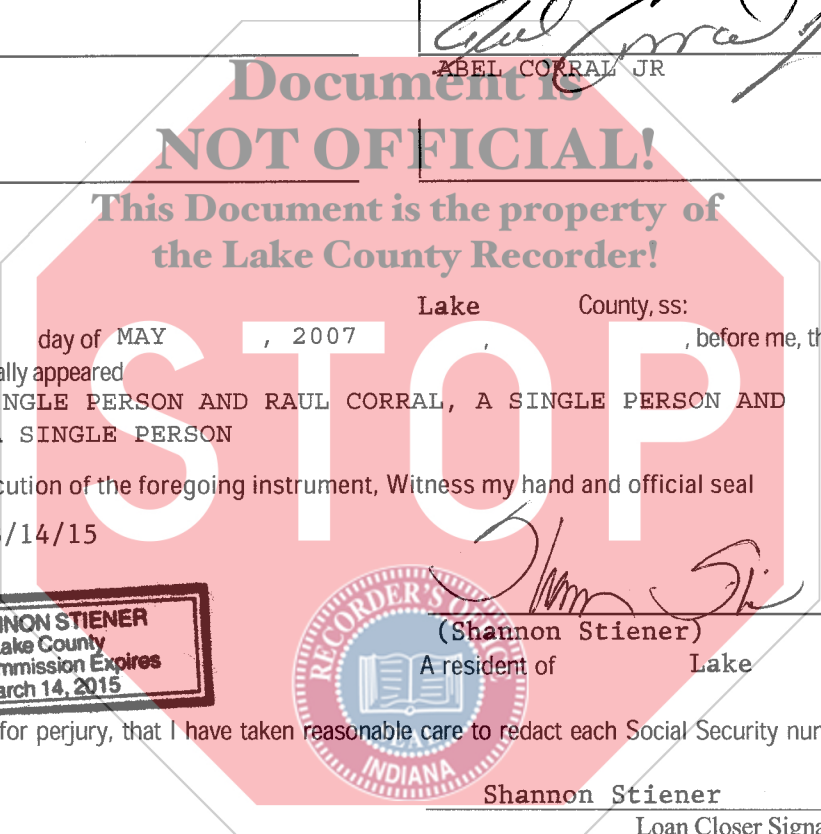 ABEL CORRAL JR
Document is
NOT OFFICIAL!
This Document is the property of
the Lake County Recorder!
Lake County, ss:
day of MAY , 2007 , , before me, th
ally appeared
NGLE PERSON AND RAUL CORRAL, A SINGLE PERSON AND
A SINGLE PERSON
cution of the foregoing instrument, Witness my hand and official seal
/14/15
STOP
NNON STIENER
Lake County
mmission Expires
arch 14, 2015
RECORDER'S OFFICE
INDIANA
(Shannon Stiener)
A resident of Lake
for perjury, that I have taken reasonable care to redact each Social Security nu
Shannon Stiener
Loan Closer Signa